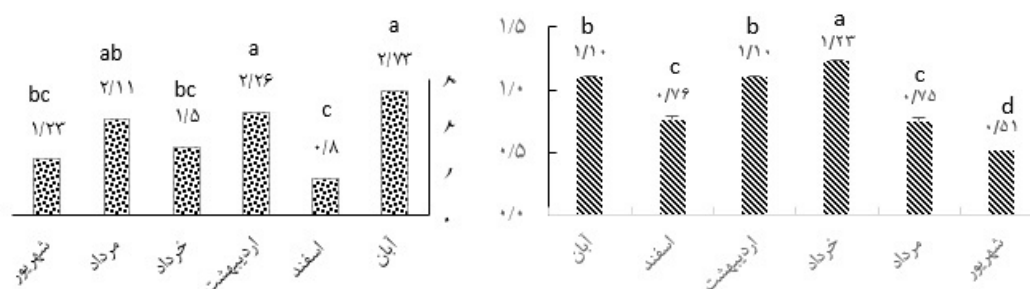 a
a
ab
bc
bc
c
۲/۷۳
۲/۲۶
۲/۱۱
۱/۵
۱/۲۳
۰/۸
۳
۲
۱
۰
شهریور
مرداد
خرداد
اردیبهشت
اسفند
آبان
۱/۵
۱/۰
۰/۵
۰/۰
b
c
b
a
c
d
۱/۱۰
۰/۷۶
۱/۱۰
۱/۲۳
۰/۷۵
۰/۵۱
آبان
اسفند
اردیبهشت
خرداد
مرداد
شهریور